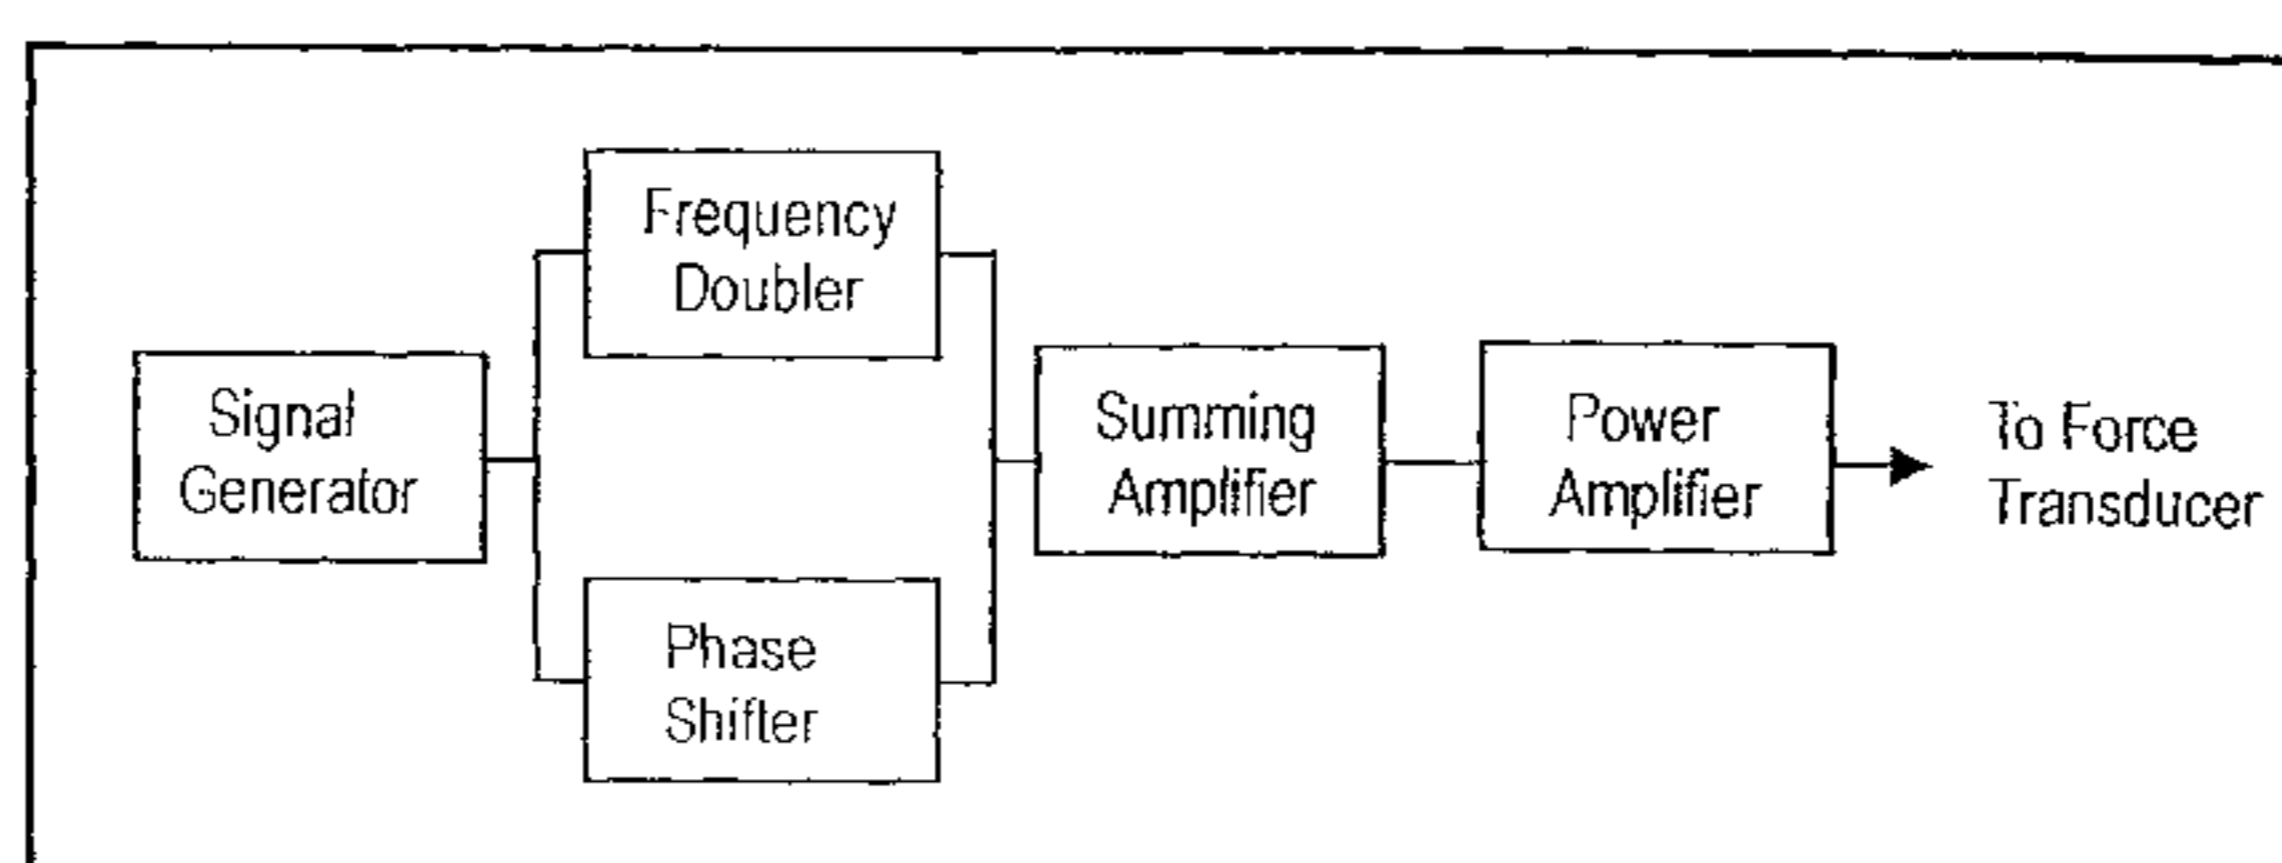 Frequency
Doubler
Signal
Generator
Summing
Amplifier
Power
Amplifier
To Force
Transducer
Phase
Shifter